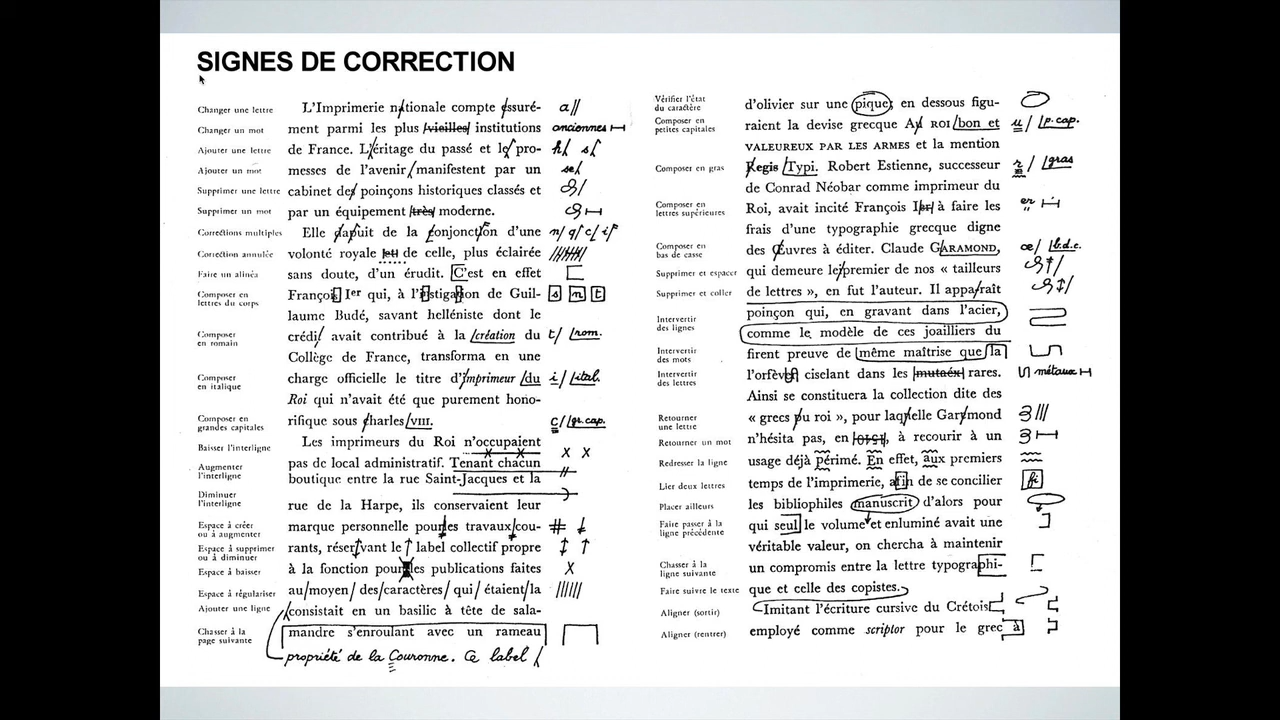 SIGNES DE CORRECTION
Changer une lettre
L'Imprimerie nationale compte ssuré-
a //
Changer un mot
ment parmi les plus vieilles institutions
anciennes
Ajouter une lettre
de France. L'éritage du passé et le pro-
h s
Ajouter un mot
messes de l'avenir manifestent par un
se
Supprimer une lettre
cabinet des poinçons historiques classés et
Supprimer un mot
par un équipement très moderne.
Corrections multiples
Elle fapuit de la conjonction d'une
n/ q/ c/ i
Correction annulée
volonté royale et de celle, plus éclairée
Faire un alinéa
sans doute, d'un érudit. C'est en effet
Composer en
lettres du corps
François Ier qui, à l'instigation de Guil-
s n t
laume Budé, savant helléniste dont le
Composer
en romain
crédi avait contribué à la création du
t/ rom.
Collège de France, transforma en une
Composer
en italique
charge officielle le titre d'imprimeur du
i/ ital.
Roi qui n'avait été que purement hono-
Composer en
grandes capitales
rifique sous charles VIII.
c/ gr. cap.
Les imprimeurs du Roi n'occupaient
x x
Baisser l'interligne
pas de local administratif. Tenant chacun
Augmenter
l'interligne
boutique entre la rue Saint-Jacques et la
Diminuer
l'interligne
rue de la Harpe, ils conservaient leur
Espace à créer
ou à augmenter
marque personnelle pour les travaux cou-
#
Espace à supprimer
ou à diminuer
rants, réservant le label collectif propre
Espace à baisser
à la fonction pour les publications faites
x
Espace à régulariser
au/moyen/des/caractères/qui/étaient/la
//////
Ajouter une ligne
consistait en un basilic à tête de sala-
Chasser à la
page suivante
mandre s'enroulant avec un rameau
propriété de la Couronne. Ce label
Vérifier l'état
du caractère
d'olivier sur une pique, en dessous figu-
Composer en
petites capitales
raient la devise grecque Au ROI bon et
u/ p. cap.
VALEUREUX PAR LES ARMES et la mention
Composer en gras
Regis Typi. Robert Estienne, successeur
r/ gras
de Conrad Néobar comme imprimeur du
Composer en
lettres supérieures
Roi, avait incité François Ier à faire les
er
frais d'une typographie grecque digne
Composer en
bas de casse
des Œuvres à éditer. Claude GARAMOND,
œ/ b.d.c.
Supprimer et espacer
qui demeure le premier de nos « tailleurs
Supprimer et coller
de lettres », en fut l'auteur. Il apparaît
Intervertir
des lignes
poinçon qui, en gravant dans l'acier,
comme le modèle de ces joailliers du
Intervertir
des mots
firent preuve de même maîtrise que la
Intervertir
des lettres
l'orfèvre ciselant dans les mutaéx rares.
métaux
Ainsi se constituera la collection dite des
Retourner
une lettre
« grecs du roi », pour laquelle Garamond
Retourner un mot
n'hésita pas, en , à recourir à un
Redresser la ligne
usage déjà périmé. En effet, aux premiers
Lier deux lettres
temps de l'imprimerie, afin de se concilier
fi
Placer ailleurs
les bibliophiles manuscrit d'alors pour
Faire passer à la
ligne précédente
qui seul le volume et enluminé avait une
véritable valeur, on chercha à maintenir
Chasser à la
ligne suivante
un compromis entre la lettre typographi-
Faire suivre le texte
que et celle des copistes.
Aligner (sortir)
Imitant l'écriture cursive du Crétois
Aligner (rentrer)
employé comme scriptor pour le grec à